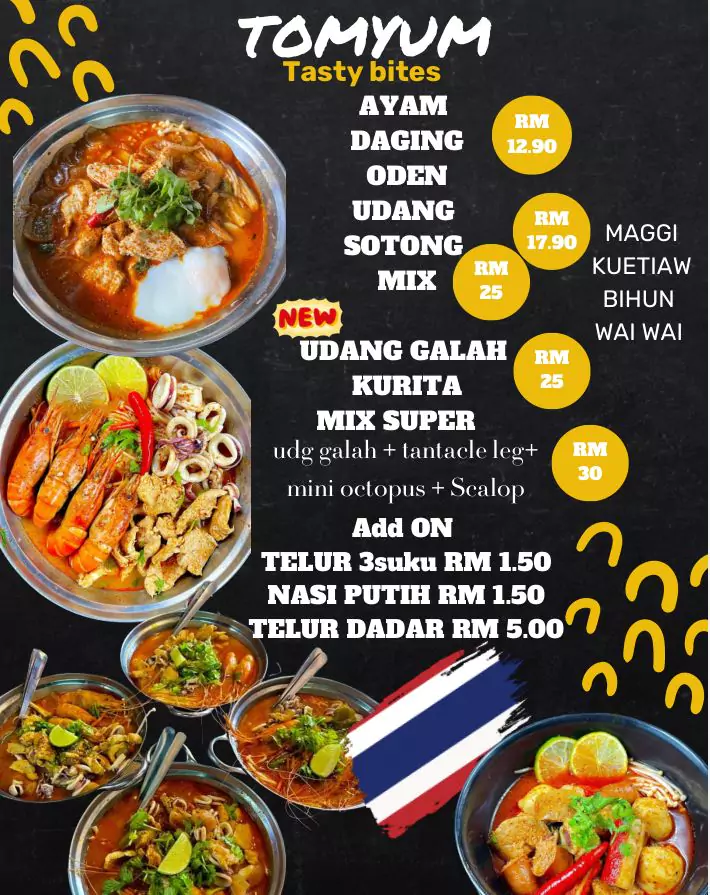 TOMYUM
Tasty bites
AYAM
DAGING
ODEN
RM
12.90
UDANG
SOTONG
RM
17.90
MIX
RM
25
MAGGI
KUETIAW
BIHUN
WAI WAI
NEW
UDANG GALAH
KURITA
RM
25
MIX SUPER
udg galah + tantacle leg+
mini octopus + Scalop
RM
30
Add ON
TELUR 3suku RM 1.50
NASI PUTIH RM 1.50
TELUR DADAR RM 5.00